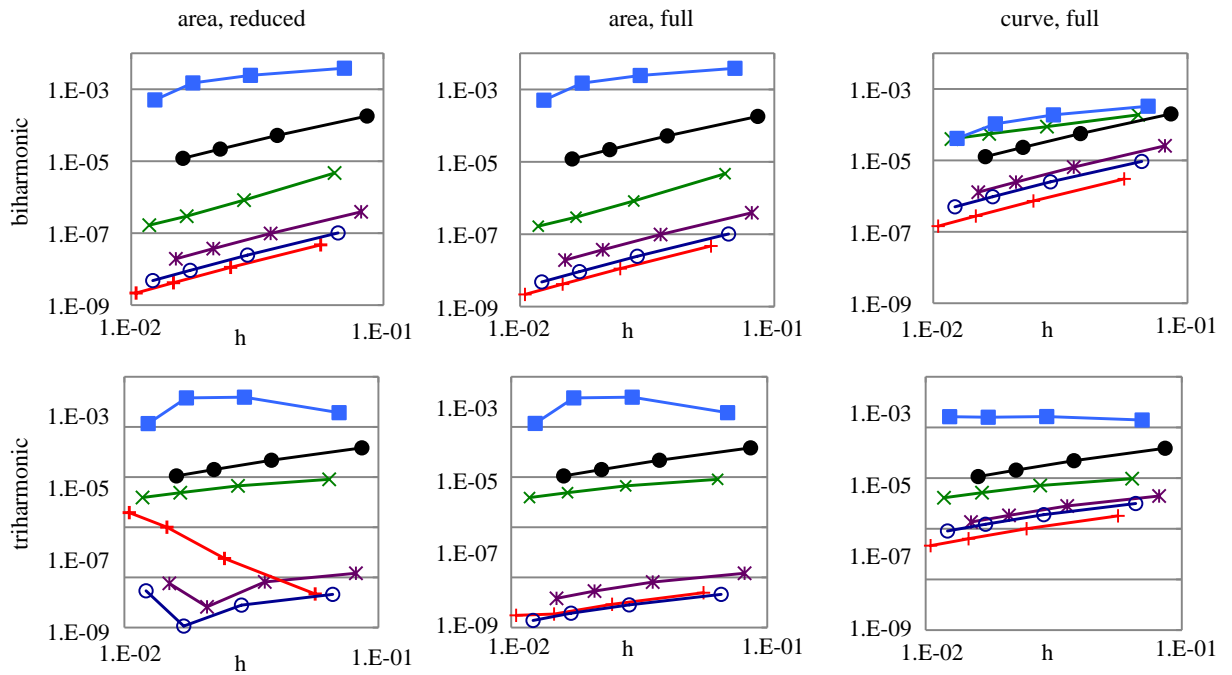 area, reduced
area, full
curve, full
biharmonic
1.E-03
1.E-05
1.E-07
1.E-09
1.E-02
h
1.E-01
1.E-03
1.E-05
1.E-07
1.E-09
1.E-02
h
1.E-01
1.E-03
1.E-05
1.E-07
1.E-09
1.E-02
h
1.E-01
triharmonic
1.E-03
1.E-05
1.E-07
1.E-09
1.E-02
h
1.E-01
1.E-03
1.E-05
1.E-07
1.E-09
1.E-02
h
1.E-01
1.E-03
1.E-05
1.E-07
1.E-09
1.E-02
h
1.E-01